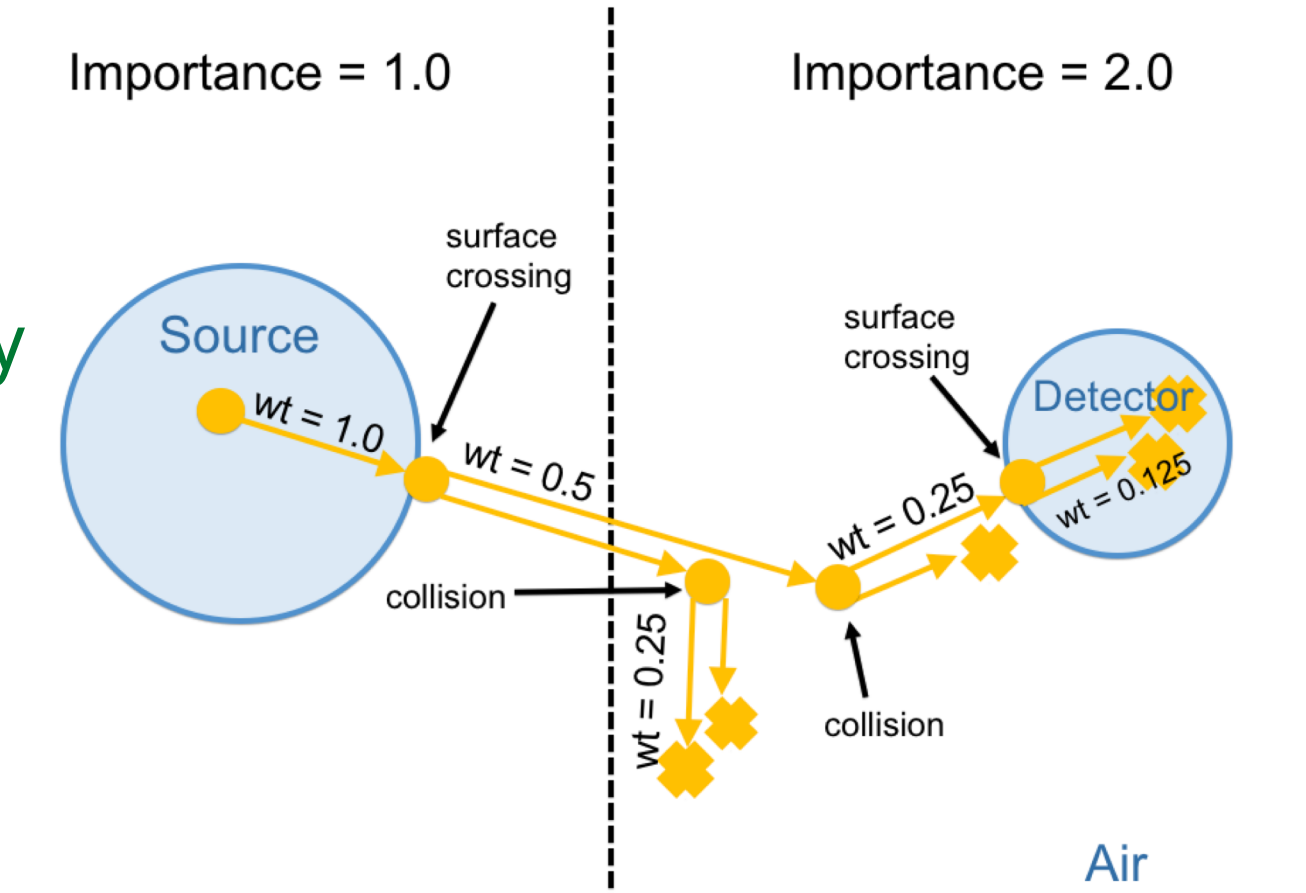 Importance = 1.0
Importance = 2.0
surface
crossing
surface
crossing
y
Source
Detector
wt = 1.0
wt = 0.5
wt = 0.25
wt = 0.125
collision
wt = 0.25
collision
Air